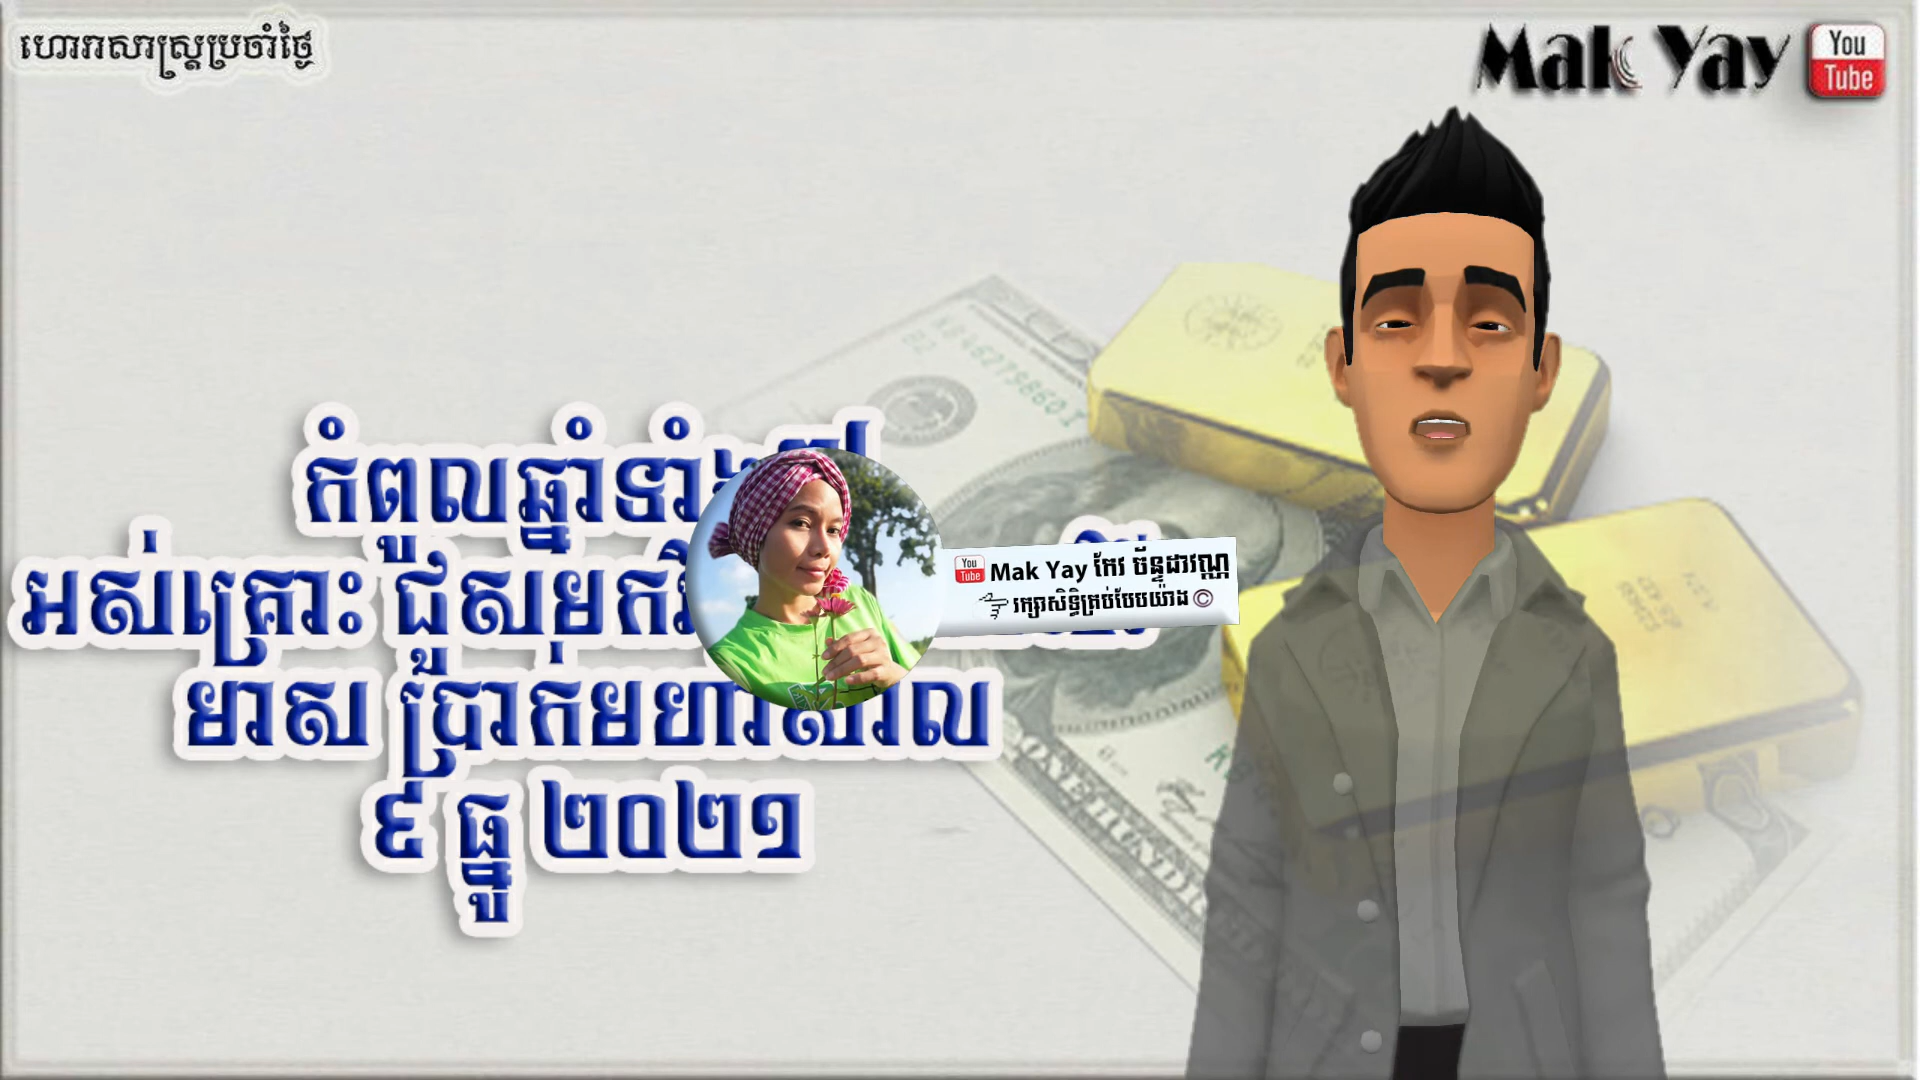 ហោរាសាស្ត្រប្រចាំថ្ងៃ
Mak Yay
You
Tube
កំពូលឆ្នាំទាំង
អស់គ្រោះ ជួសមុក
You
Tube
Mak Yay កែវ ច័ន្ទដាវណ្ណ
រក្សាសិទ្ធិគ្រប់បែបយ៉ាង ©
មាស ប្រាក់មហាសាល
៩ ធ្នូ ២០២១